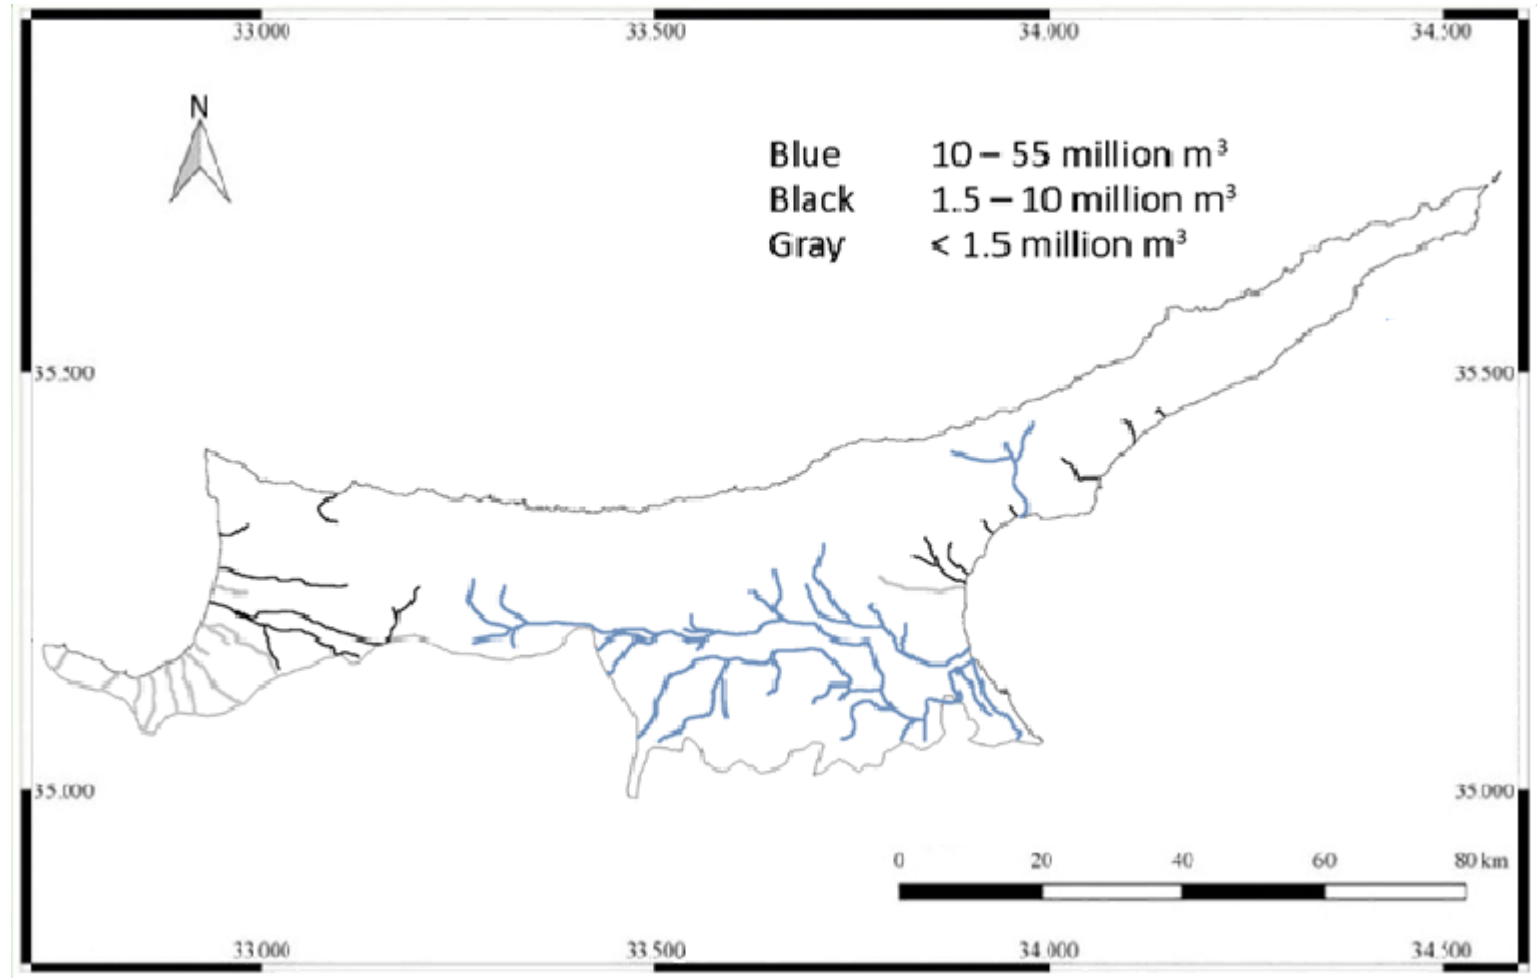 33.000 33.500 34.000 34.500
N
Blue 10 – 55 million m³
Black 1.5 – 10 million m³
Gray < 1.5 million m³
35.500 35.500
35.000 35.000
0 20 40 60 80 km
33.000 33.500 34.000 34.500